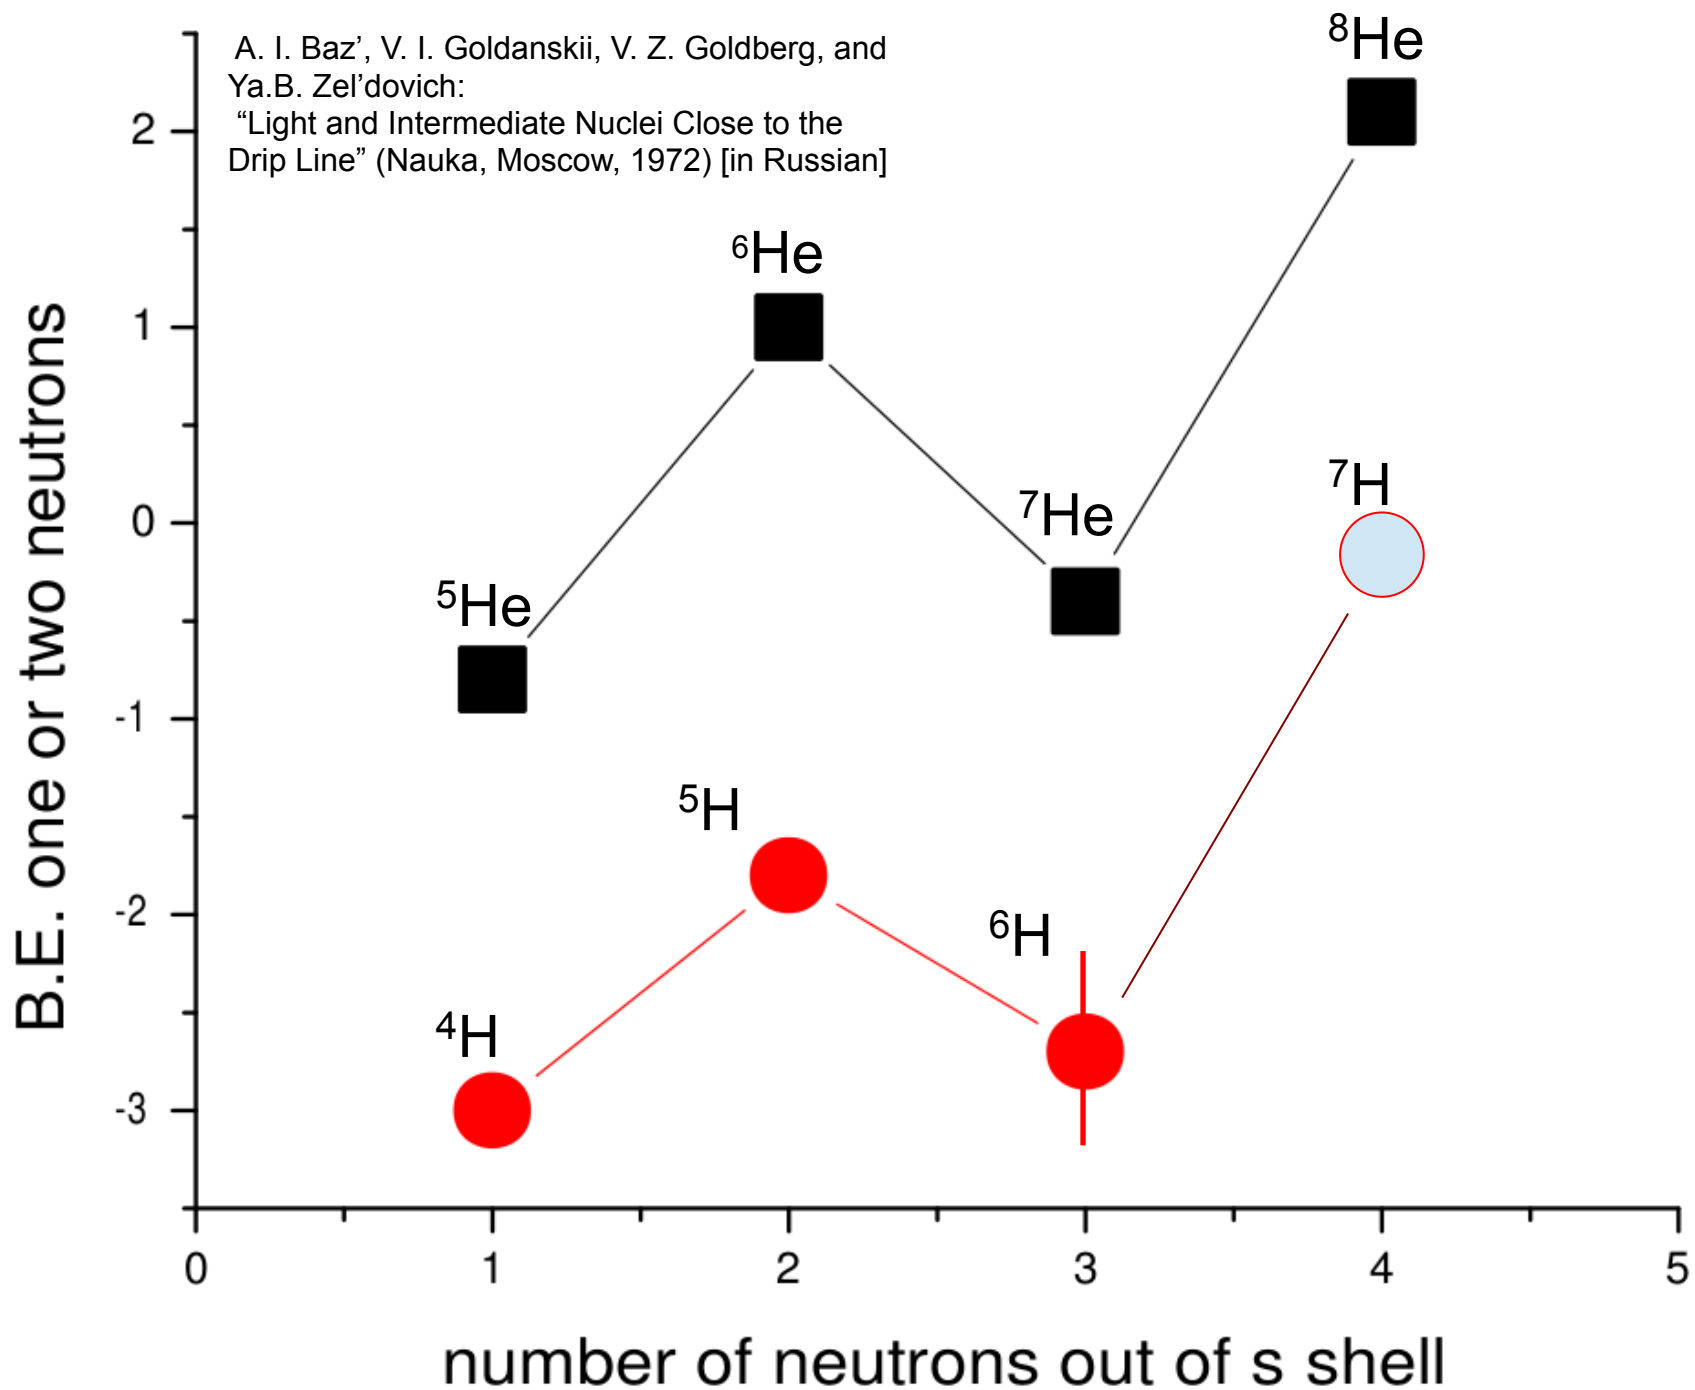 A. I. Baz’, V. I. Goldanskii, V. Z. Goldberg, and
Ya.B. Zel’dovich:
“Light and Intermediate Nuclei Close to the
Drip Line” (Nauka, Moscow, 1972) [in Russian]
⁸He
⁶He
⁷He
⁷H
⁵He
⁵H
⁶H
⁴H
B.E. one or two neutrons
2
1
0
-1
-2
-3
0 1 2 3 4 5
number of neutrons out of s shell